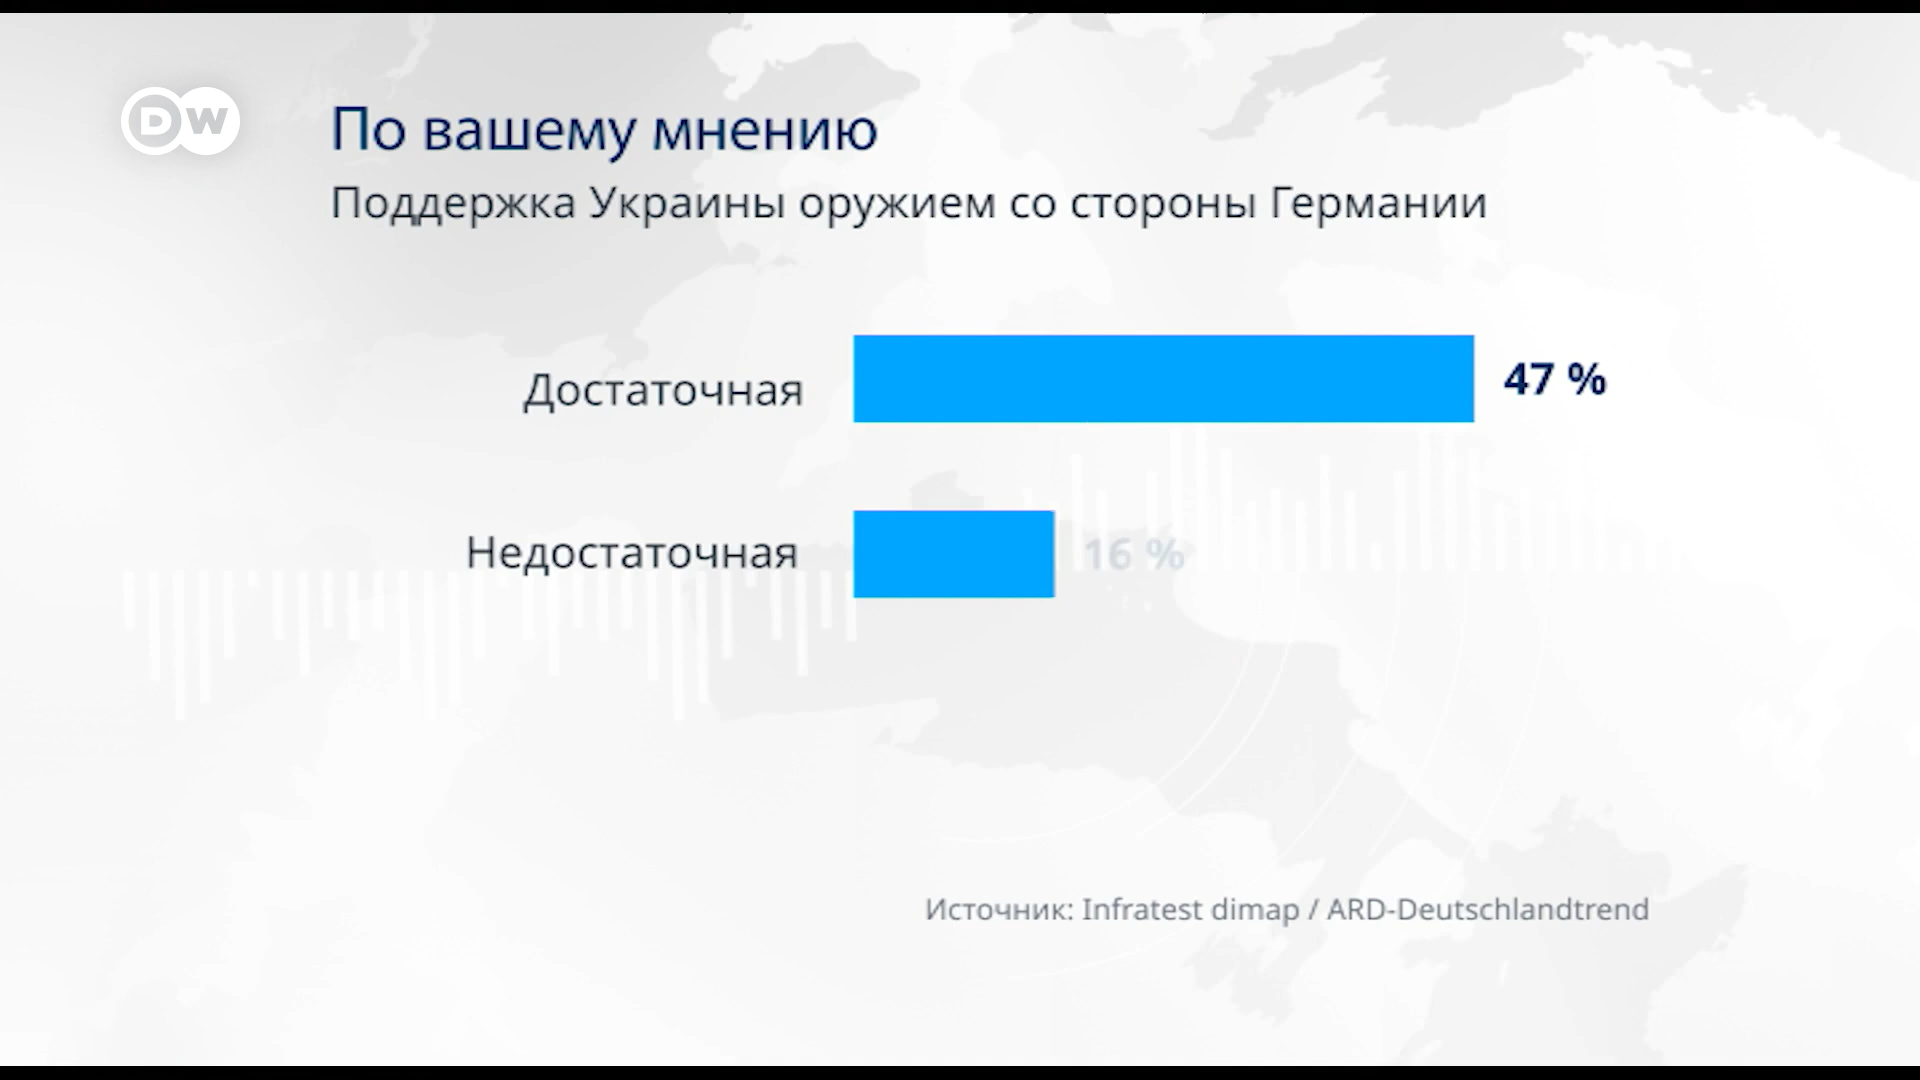 DW
По вашему мнению
Поддержка Украины оружием со стороны Германии
Достаточная
47 %
Недостаточная
16 %
Источник: Infratest dimap / ARD-Deutschlandtrend